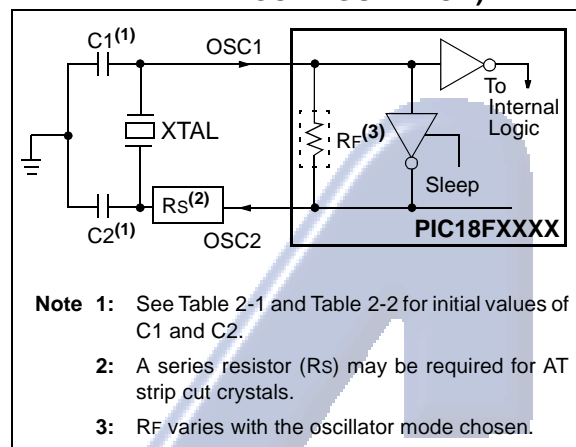 C1(1)
OSC1
To
Internal
Logic
XTAL
RF(3)
Sleep
RS(2)
C2(1)
OSC2
PIC18FXXXX
Note 1: See Table 2-1 and Table 2-2 for initial values of
C1 and C2.
2: A series resistor (RS) may be required for AT
strip cut crystals.
3: RF varies with the oscillator mode chosen.